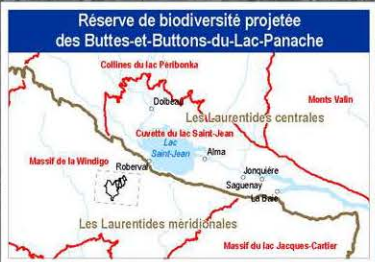 Réserve de biodiversité projetée
des Buttes-et-Buttons-du-Lac-Panache
Collines du lac Péribonka
Monts Valin
Dolbeau
Les Laurentides centrales
Cuvette du lac Saint-Jean
Lac
Saint-Jean
Alma
Massif de la Windigo
Roberval
Jonquière
Saguenay
La Baie
Les Laurentides méridionales
Massif du lac Jacques-Cartier